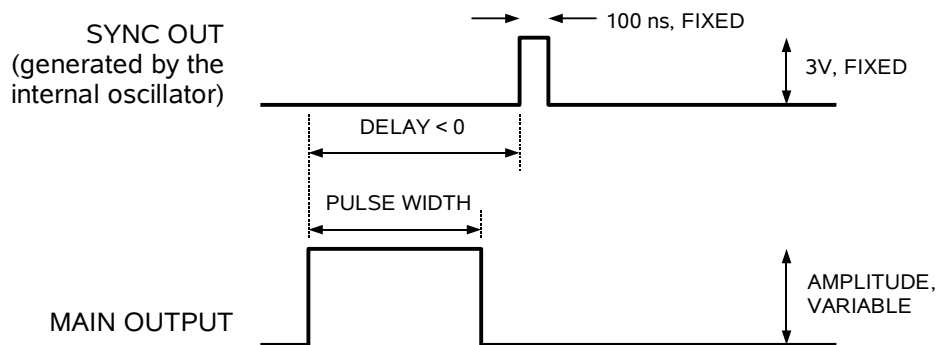 SYNC OUT
(generated by the
internal oscillator)
100 ns, FIXED
3V, FIXED
DELAY < 0
PULSE WIDTH
AMPLITUDE,
VARIABLE
MAIN OUTPUT